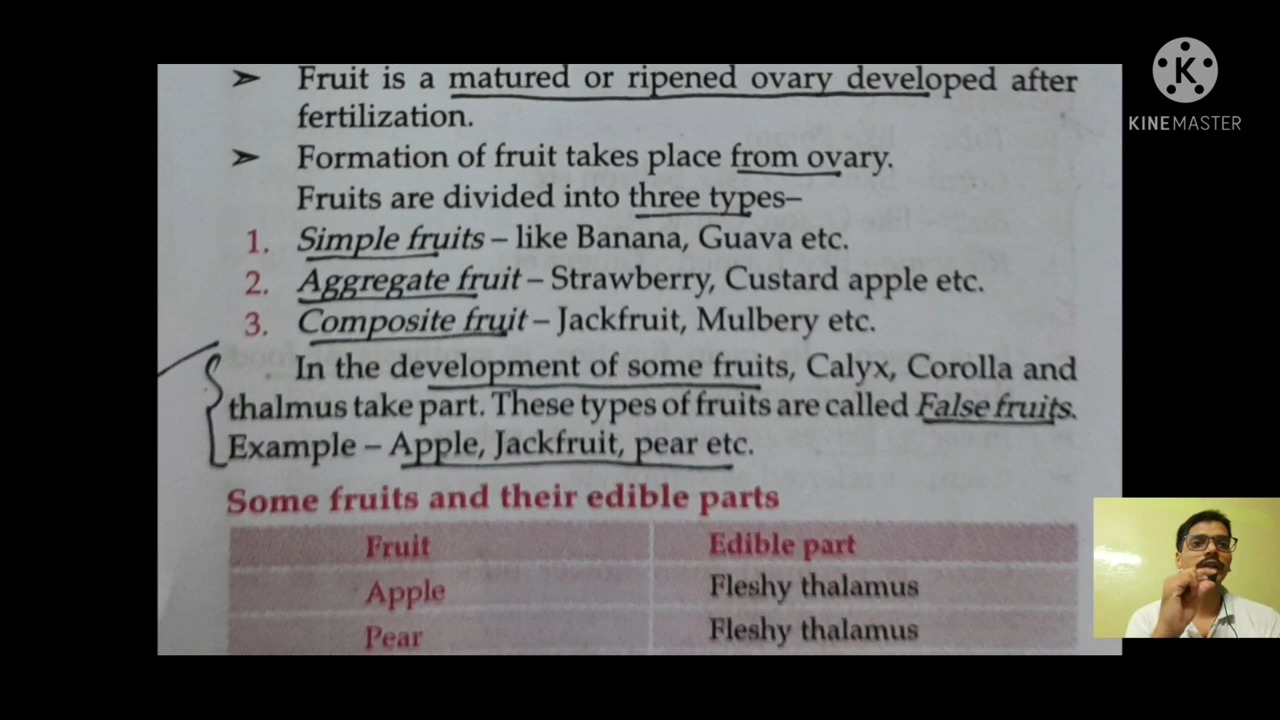 ➢ Fruit is a matured or ripened ovary developed after
fertilization.
➢ Formation of fruit takes place from ovary.
Fruits are divided into three types–
1. Simple fruits – like Banana, Guava etc.
2. Aggregate fruit – Strawberry, Custard apple etc.
3. Composite fruit – Jackfruit, Mulbery etc.
In the development of some fruits, Calyx, Corolla and
thalmus take part. These types of fruits are called False fruits.
Example – Apple, Jackfruit, pear etc.
Some fruits and their edible parts
Fruit Edible part
Apple Fleshy thalamus
Pear Fleshy thalamus
K
KINEMASTER